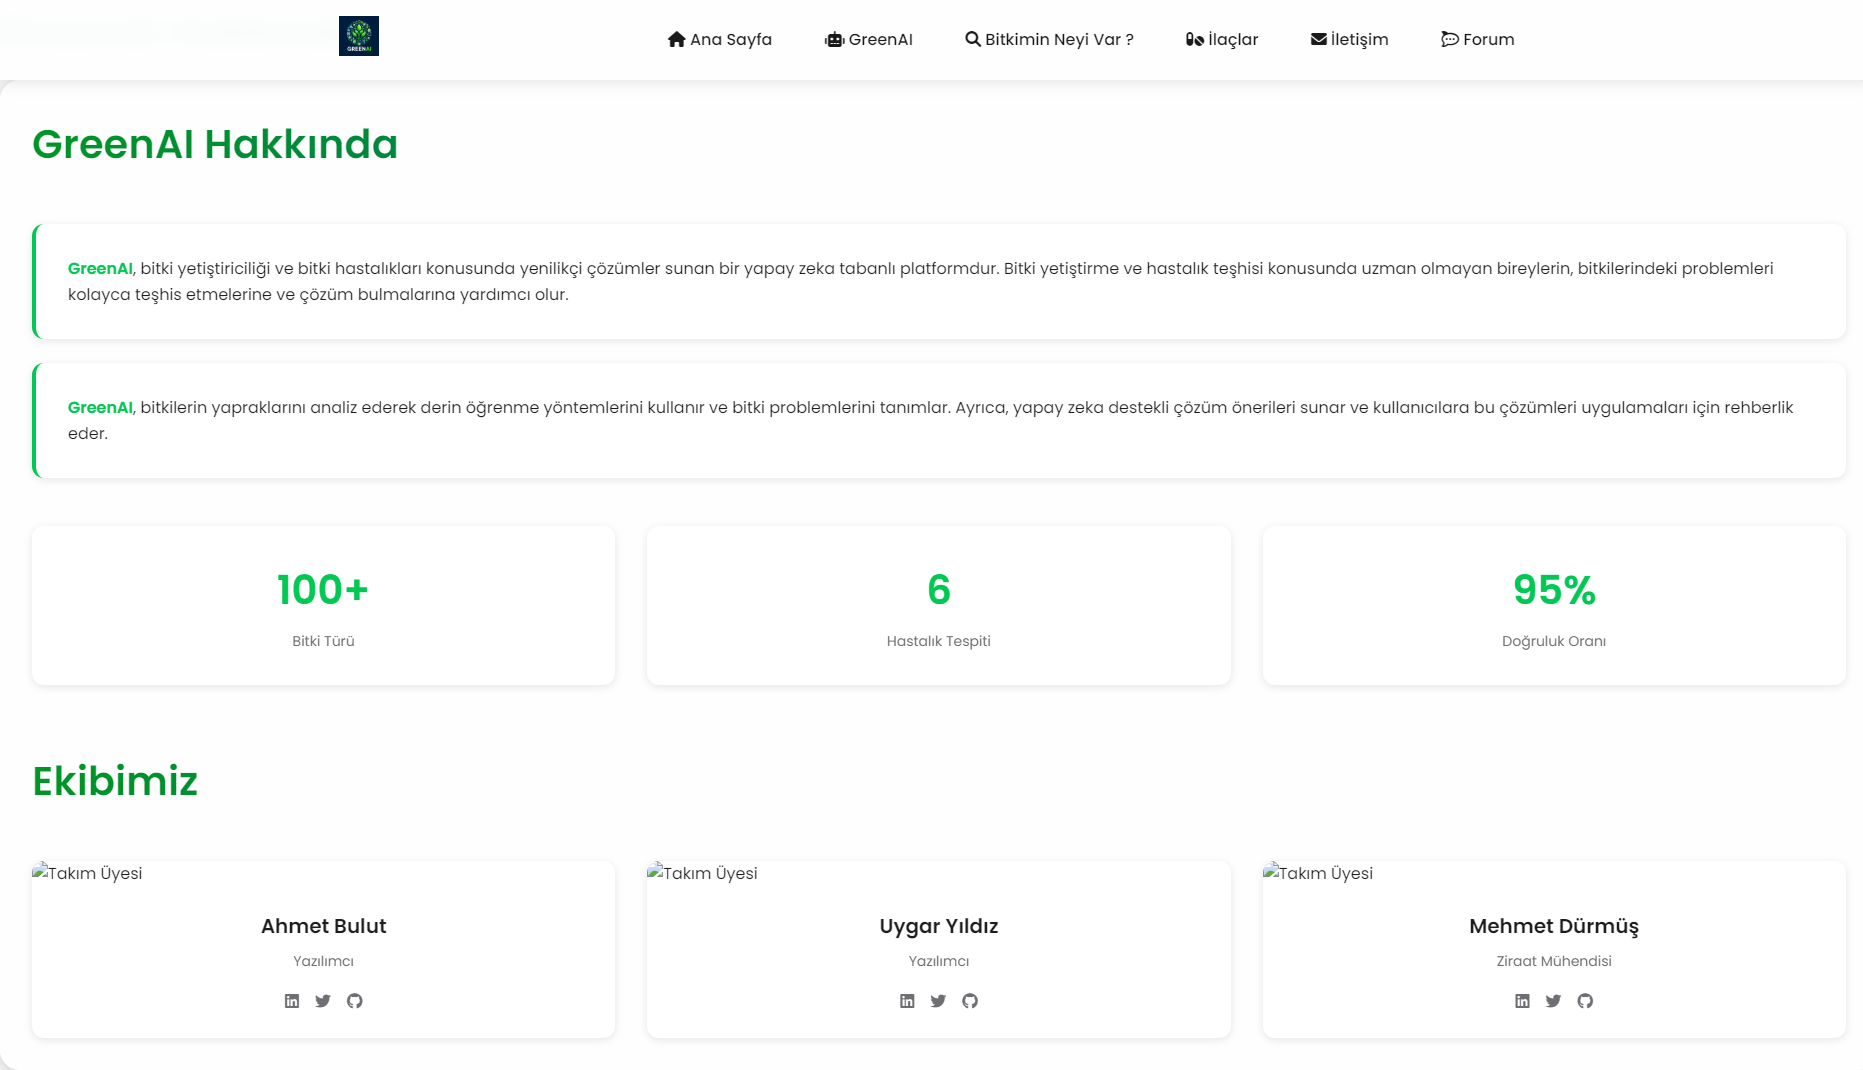 GREENAI
Ana Sayfa
GreenAI
Bitkimin Neyi Var ?
İlaçlar
İletişim
Forum
GreenAI Hakkında
GreenAI, bitki yetiştiriciliği ve bitki hastalıkları konusunda yenilikçi çözümler sunan bir yapay zeka tabanlı platformdur. Bitki yetiştirme ve hastalık teşhisi konusunda uzman olmayan bireylerin, bitkilerindeki problemleri
kolayca teşhis etmelerine ve çözüm bulmalarına yardımcı olur.
GreenAI, bitkilerin yapraklarını analiz ederek derin öğrenme yöntemlerini kullanır ve bitki problemlerini tanımlar. Ayrıca, yapay zeka destekli çözüm önerileri sunar ve kullanıcılara bu çözümleri uygulamaları için rehberlik
eder.
100+
Bitki Türü
6
Hastalık Tespiti
95%
Doğruluk Oranı
Ekibimiz
Takım Üyesi
Ahmet Bulut
Yazılımcı
Takım Üyesi
Uygar Yıldız
Yazılımcı
Takım Üyesi
Mehmet Dürmüş
Ziraat Mühendisi